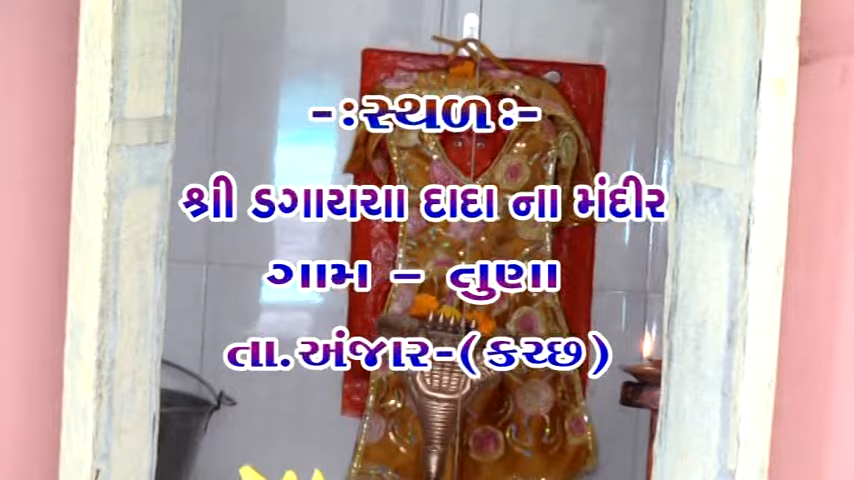 -:સ્થળ:-
શ્રી ડગાયચા દાદા ના મંદીર
ગામ – તુણા
તા.અંજાર-(કચ્છ)